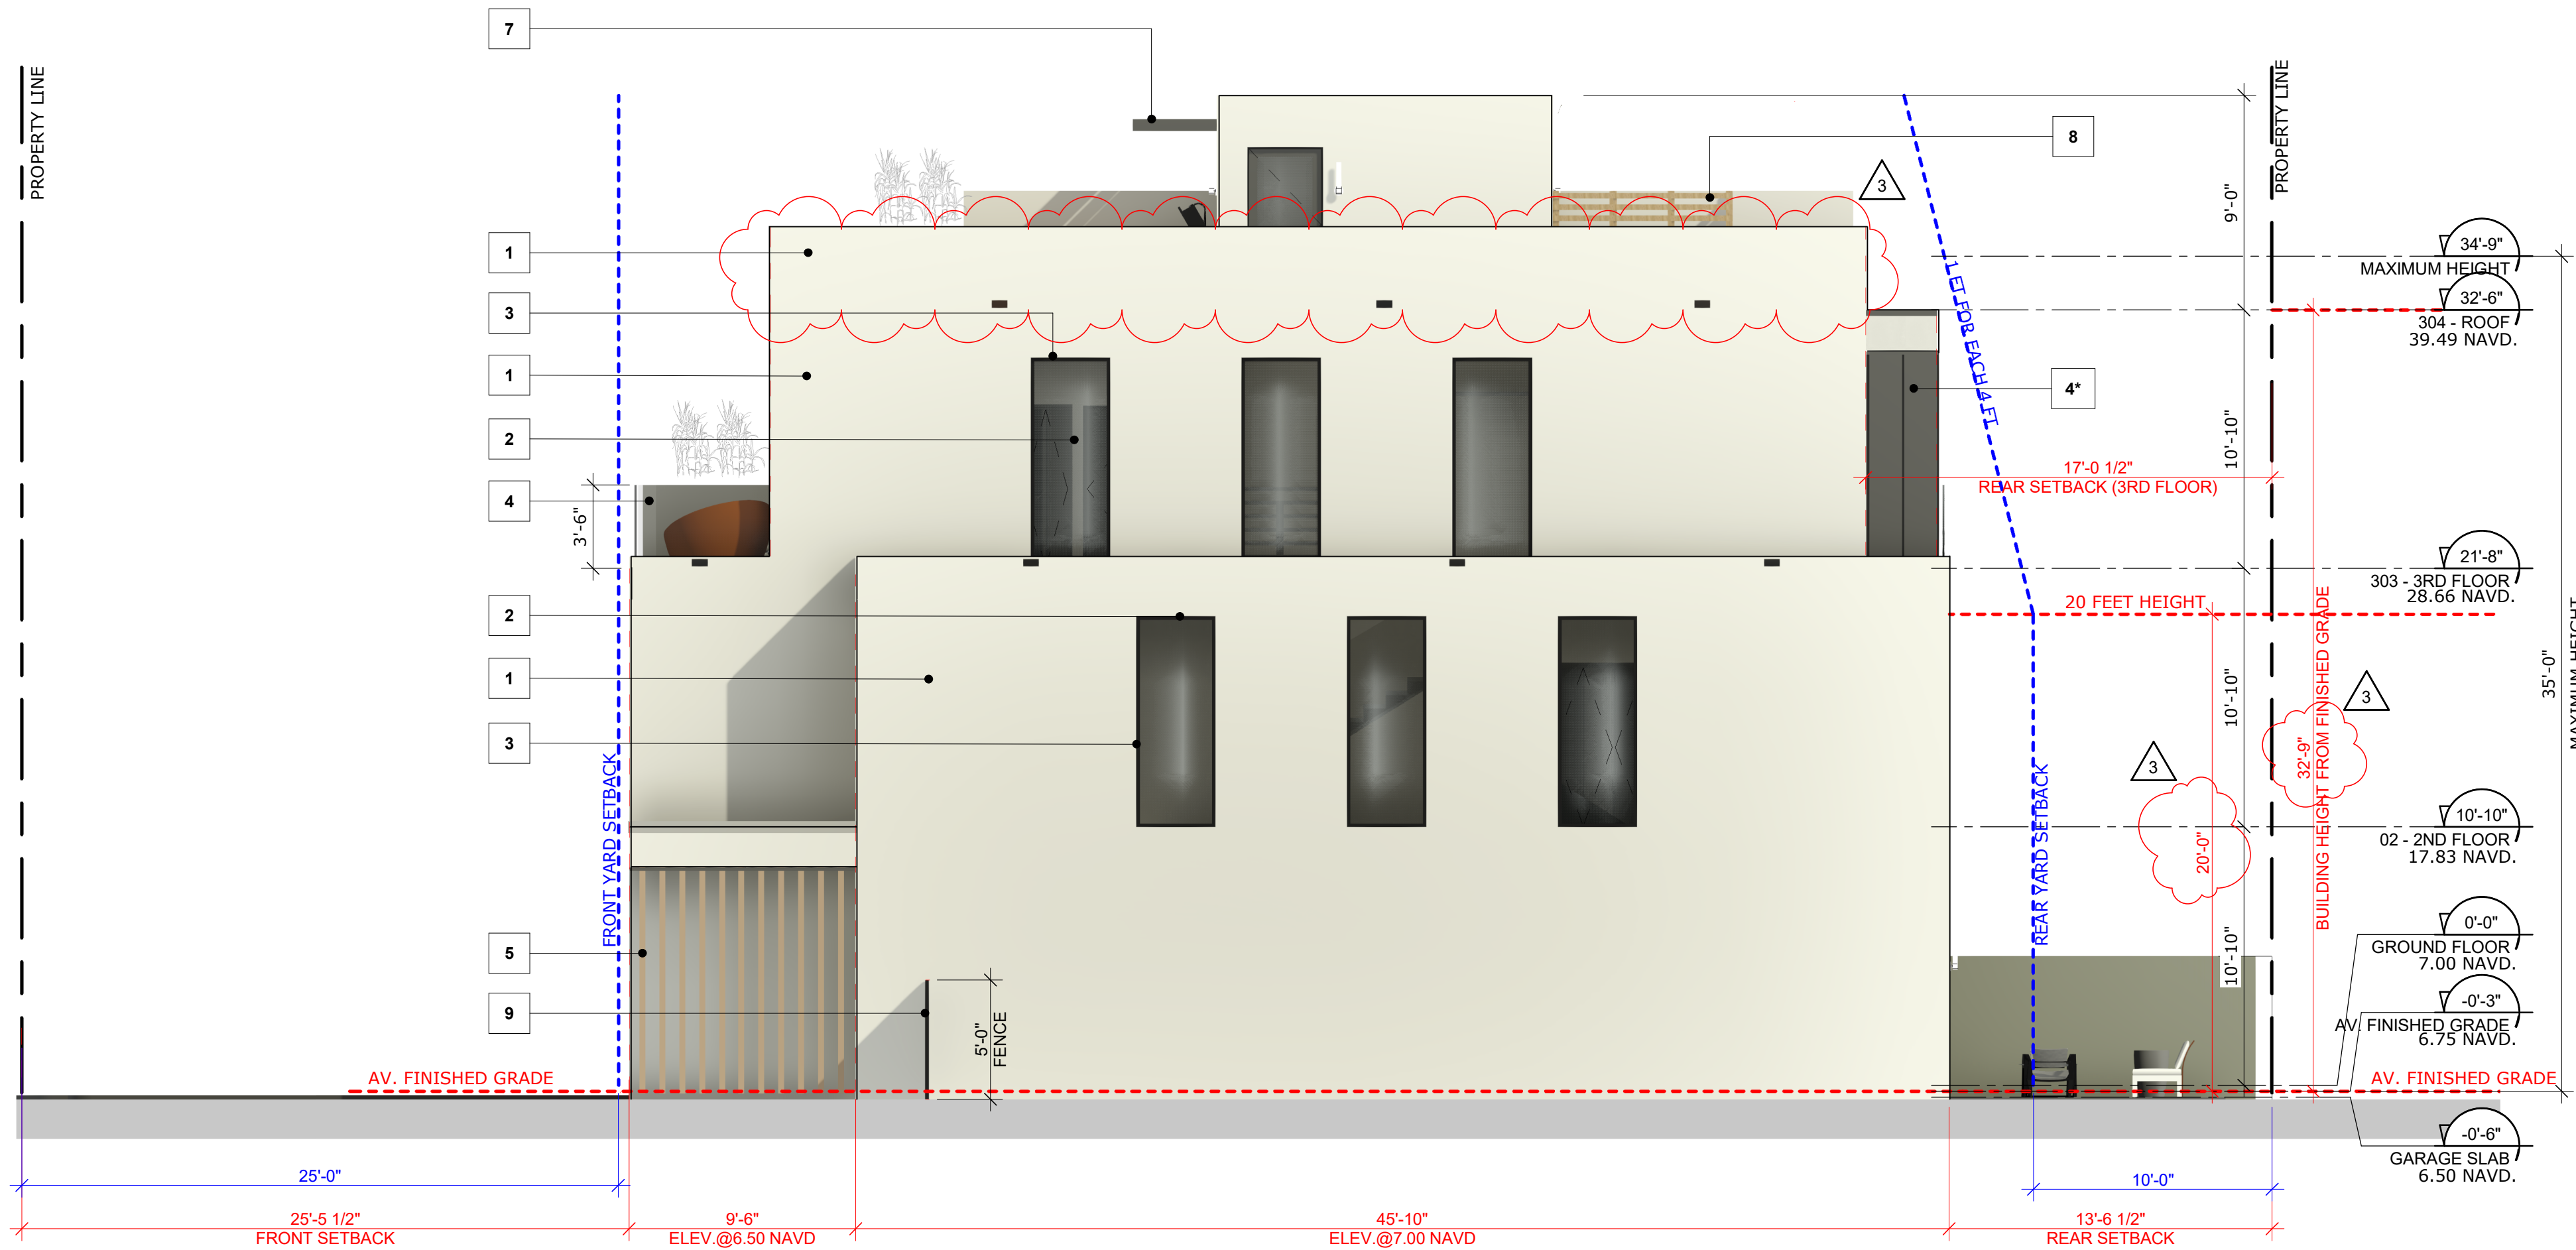 7
PROPERTY LINE
PROPERTY LINE
8
3
9'-0"
1
34'-9"
MAXIMUM HEIGHT
3
32'-6"
304 - ROOF
39.49 NAVD.
1 FT FOR EACH 4 FT
1
4*
2
10'-10"
17'-0 1/2"
REAR SETBACK (3RD FLOOR)
4
3'-6"
21'-8"
303 - 3RD FLOOR
28.66 NAVD.
20 FEET HEIGHT
2
1
10'-10"
35'-0"
MAXIMUM HEIGHT
3
3
3
32'-9"
BUILDING HEIGHT FROM FINISHED GRADE
FRONT YARD SETBACK
REAR YARD SETBACK
20'-0"
10'-10"
02 - 2ND FLOOR
17.83 NAVD.
5
0'-0"
GROUND FLOOR
7.00 NAVD.
10'-10"
9
5'-0"
FENCE
-0'-3"
AV. FINISHED GRADE
6.75 NAVD.
AV. FINISHED GRADE
AV. FINISHED GRADE
-0'-6"
GARAGE SLAB
6.50 NAVD.
25'-0"
10'-0"
25'-5 1/2"
FRONT SETBACK
9'-6"
ELEV.@6.50 NAVD
45'-10"
ELEV.@7.00 NAVD
13'-6 1/2"
REAR SETBACK